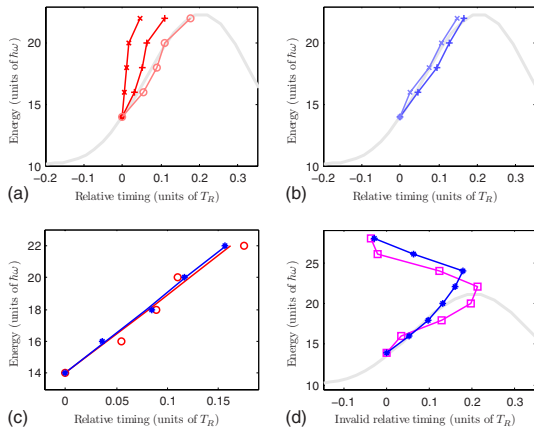 20
15
10
Energy (units of ħω)
−0.2 −0.1 0 0.1 0.2 0.3
(a) Relative timing (units of T_R)
20
15
10
Energy (units of ħω)
−0.2 −0.1 0 0.1 0.2 0.3
(b) Relative timing (units of T_R)
22
20
18
16
14
Energy (units of ħω)
0 0.05 0.1 0.15
(c) Relative timing (units of T_R)
25
20
15
10
Energy (units of ħω)
−0.1 0 0.1 0.2 0.3
(d) Invalid relative timing (units of T_R)